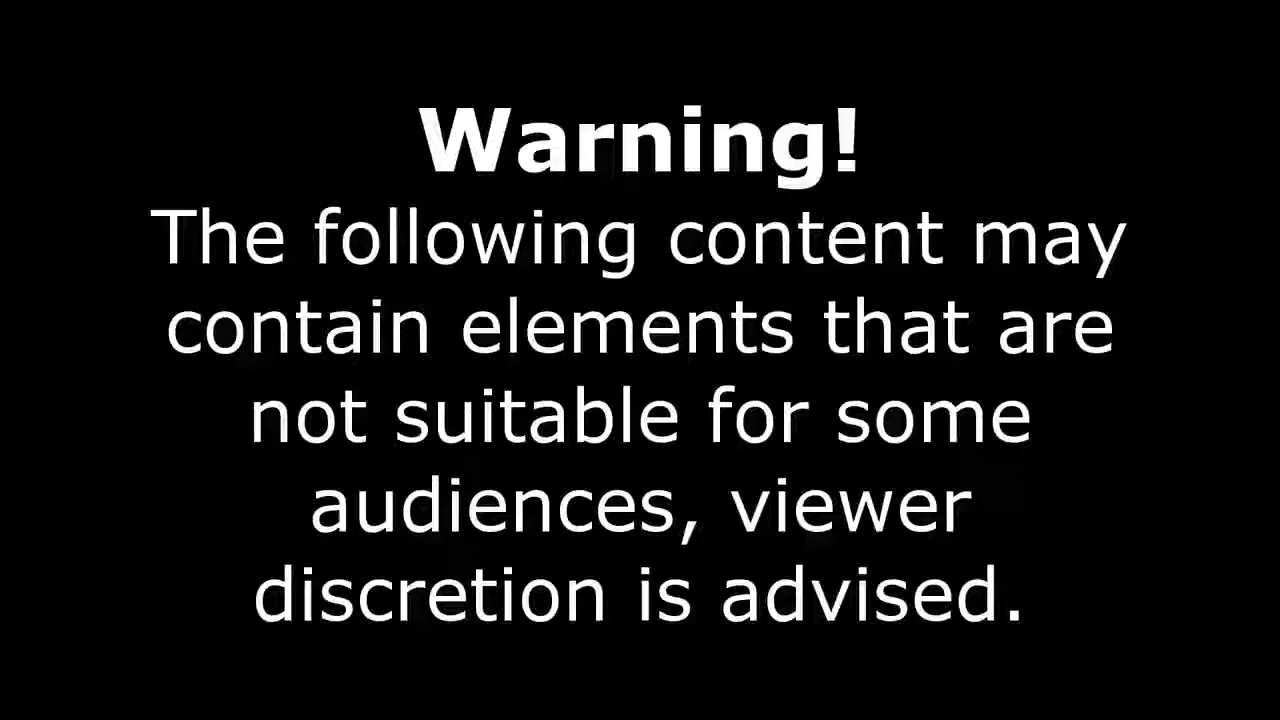 Warning!
The following content may
contain elements that are
not suitable for some
audiences, viewer
discretion is advised.